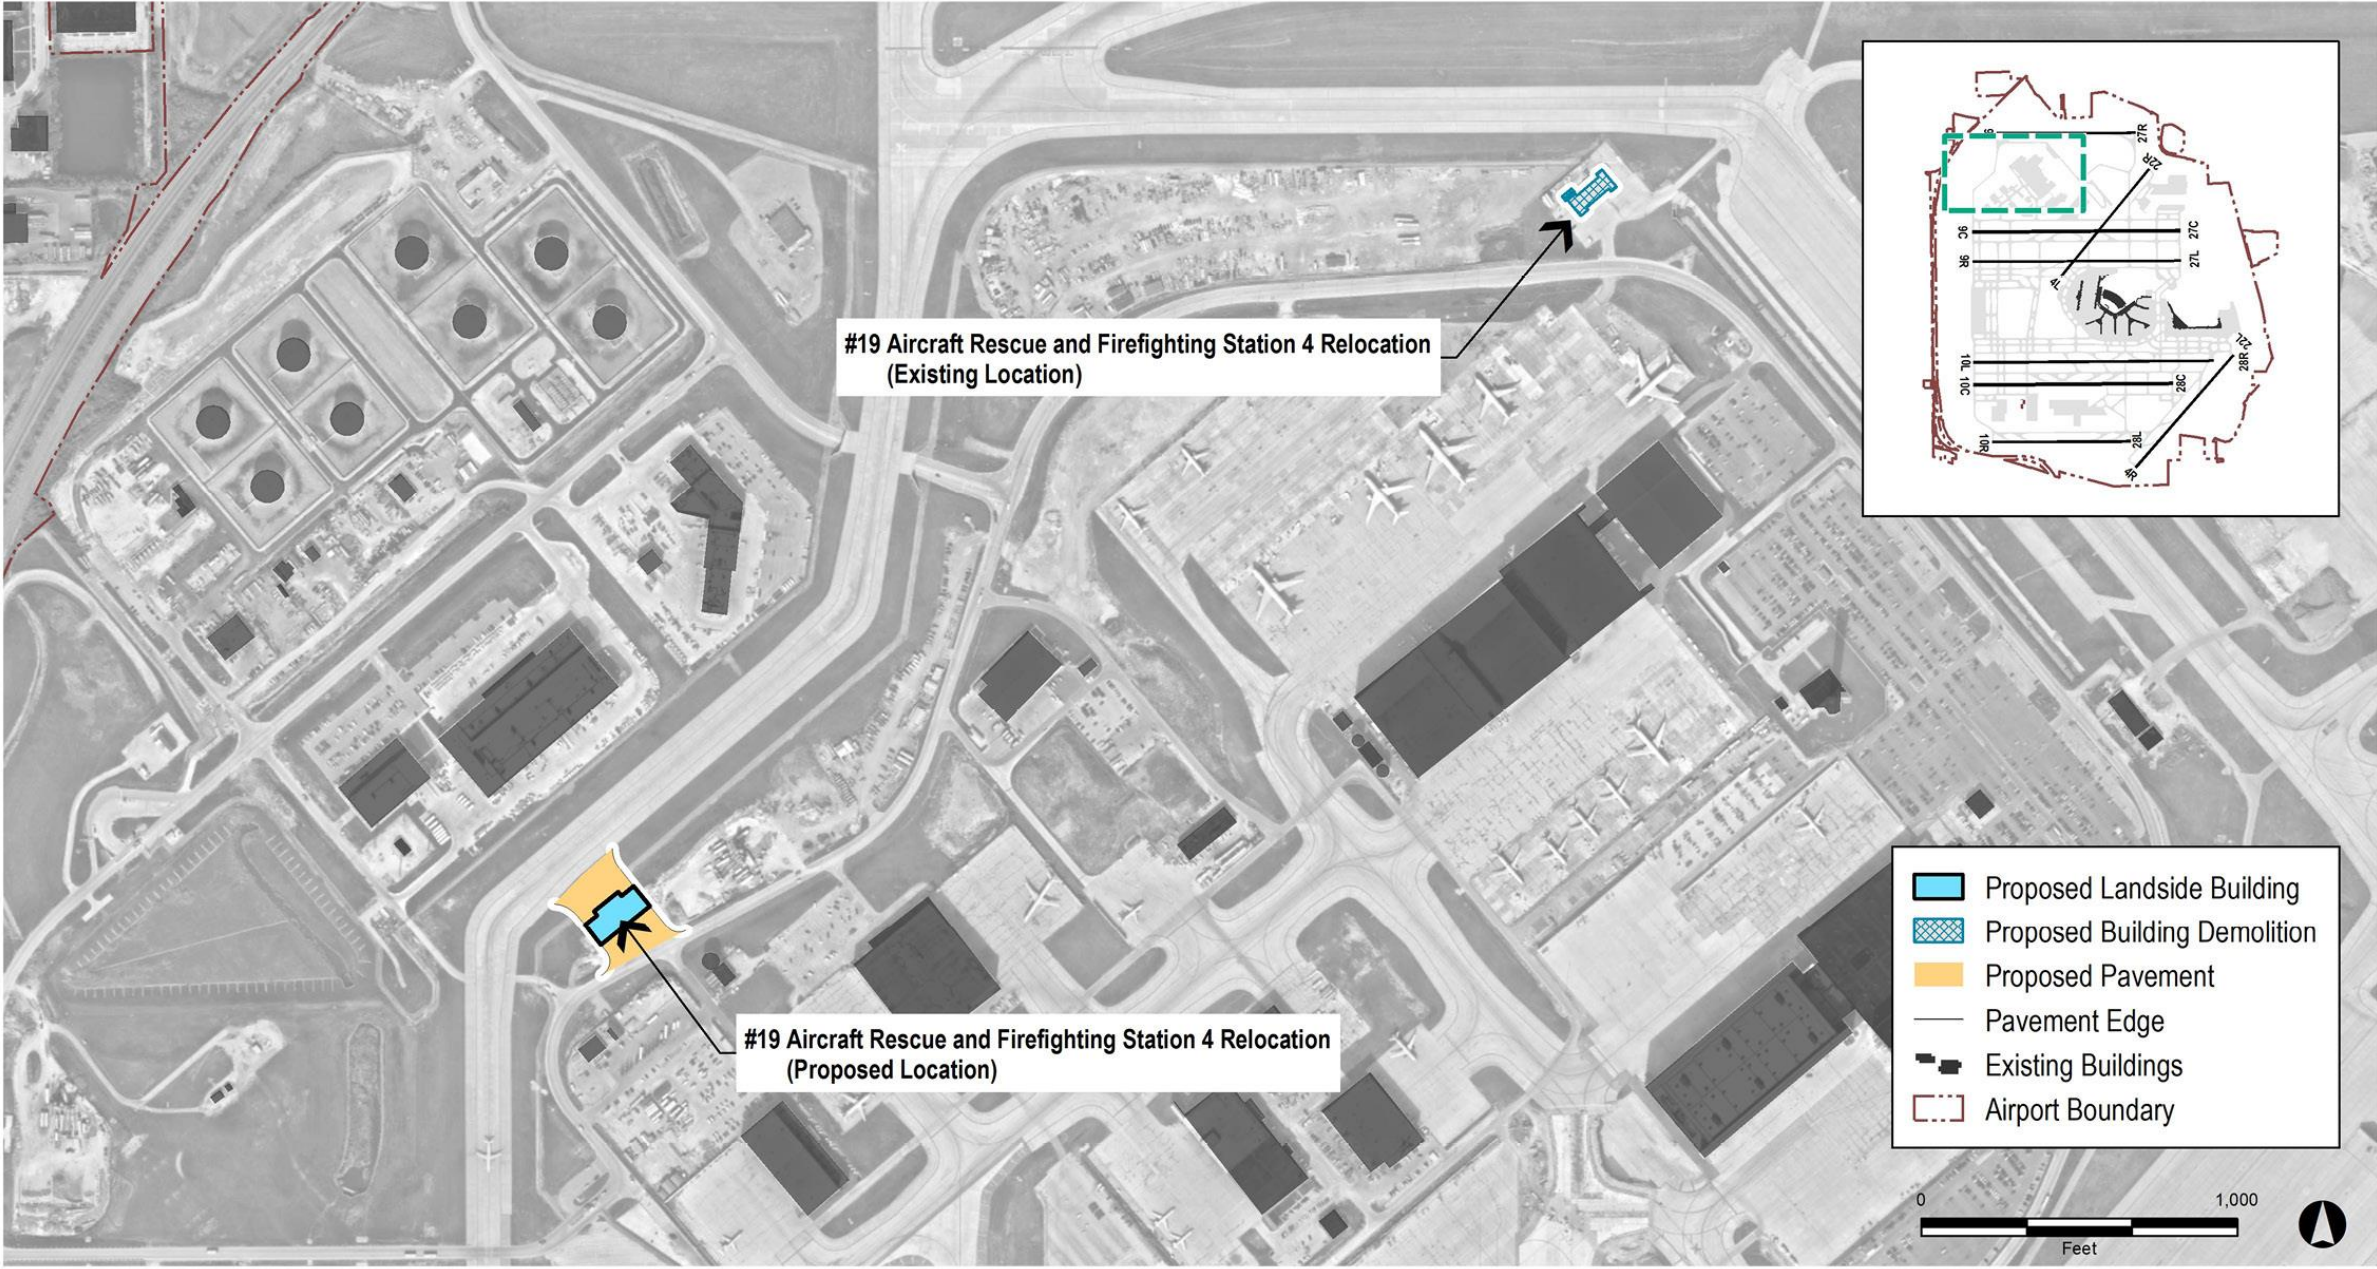 #19 Aircraft Rescue and Firefighting Station 4 Relocation
(Existing Location)
#19 Aircraft Rescue and Firefighting Station 4 Relocation
(Proposed Location)
27R
22R
9C
27C
9R
27L
4L
22L
10L
28R
10C
28C
10R
28L
4R
Proposed Landside Building
Proposed Building Demolition
Proposed Pavement
Pavement Edge
Existing Buildings
Airport Boundary
0 1,000
Feet